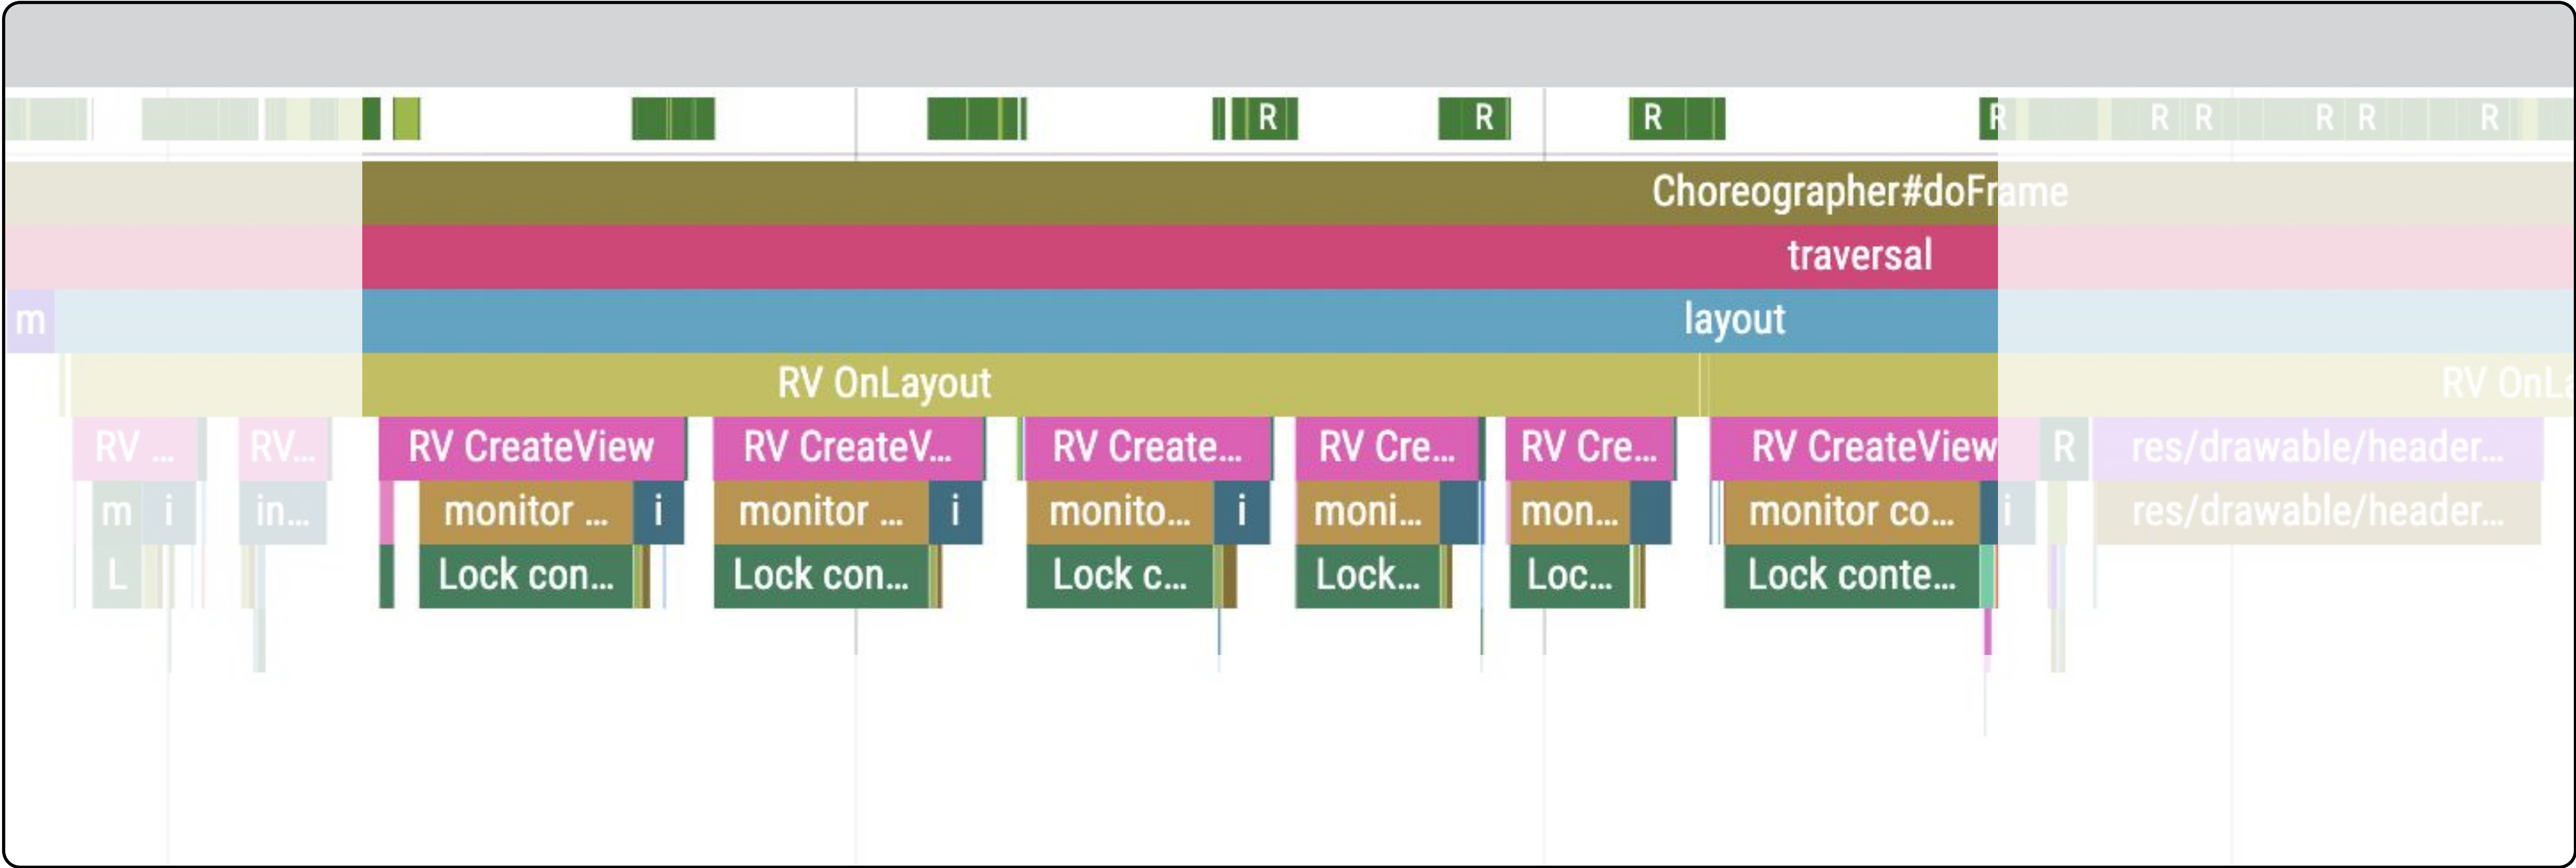 R R R R R R R R R
Choreographer#doFrame
traversal
m layout
RV OnLayout RV OnLa
RV ... RV... RV CreateView RV CreateV... RV Create... RV Cre... RV Cre... RV CreateView R res/drawable/header...
m i in... monitor ... i monitor ... i monito... i moni... mon... monitor co... i res/drawable/header...
L Lock con... Lock con... Lock c... Lock... Loc... Lock conte...